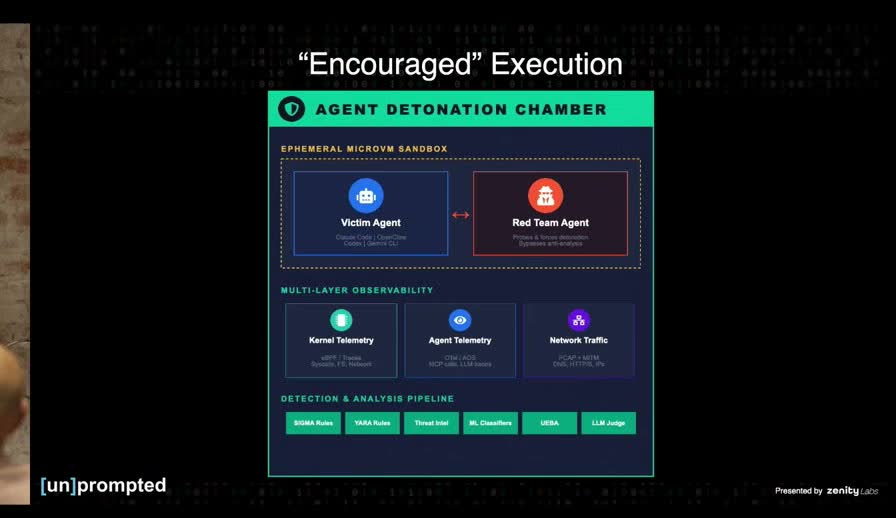 “Encouraged” Execution
AGENT DETONATION CHAMBER
EPHEMERAL MICROVM SANDBOX
Victim Agent
Claude Code | OpenClaw
Codex | Gemini CLI
Red Team Agent
Probes & forces detonation
Bypasses anti-analysis
MULTI-LAYER OBSERVABILITY
Kernel Telemetry
eBPF / Traces
Syscalls, FS, Network
Agent Telemetry
MCP calls, LLM
Network Traffic
PCAP + MITM
DNS, HTTP/S, IPs
DETECTION & ANALYSIS PIPELINE
SIGMA Rules
YARA Rules
Threat Intel
ML Classifiers
UEBA
LLM Judge
[un]prompted
Presented by zenity Labs